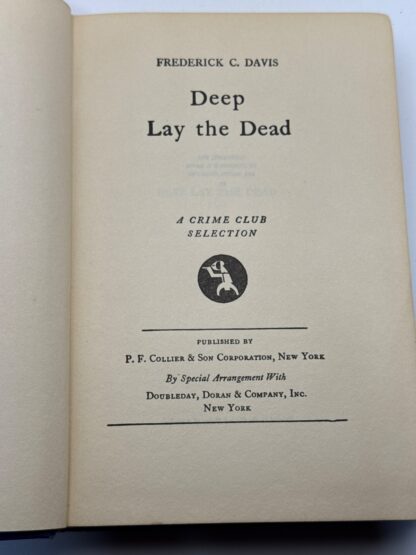 FREDERICK C. DAVIS
Deep
Lay the Dead
A CRIME CLUB
SELECTION
PUBLISHED BY
P. F. COLLIER & SON CORPORATION, NEW YORK
By Special Arrangement With
DOUBLEDAY, DORAN & COMPANY, INC.
NEW YORK